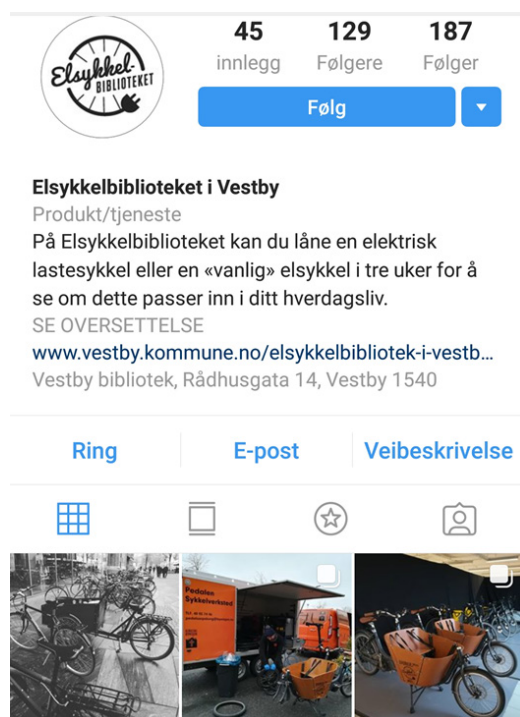 Elsykkel-
BIBLIOTEKET
45 129 187
innlegg Følgere Følger
Følg
Elsykkelbiblioteket i Vestby
Produkt/tjeneste
På Elsykkelbiblioteket kan du låne en elektrisk
lastesykkel eller en «vanlig» elsykkel i tre uker for å
se om dette passer inn i ditt hverdagsliv.
SE OVERSETTELSE
www.vestby.kommune.no/elsykkelbibliotek-i-vestb...
Vestby bibliotek, Rådhusgata 14, Vestby 1540
Ring E-post Veibeskrivelse
Pedalen
Sykkelverksted